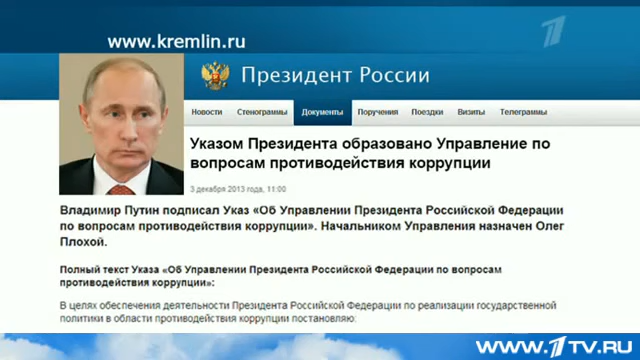 www.kremlin.ru
Президент России
Новости Стенограммы Документы Поручения Поездки Визиты Телеграммы
Указом Президента образовано Управление по
вопросам противодействия коррупции
3 декабря 2013 года, 11:00
Владимир Путин подписал Указ «Об Управлении Президента Российской Федерации
по вопросам противодействия коррупции». Начальником Управления назначен Олег
Плохой.
Полный текст Указа «Об Управлении Президента Российской Федерации по вопросам
противодействия коррупции»:
В целях обеспечения деятельности Президента Российской Федерации по реализации государственной
политики в области противодействия коррупции постановляю:
WWW.1TV.RU